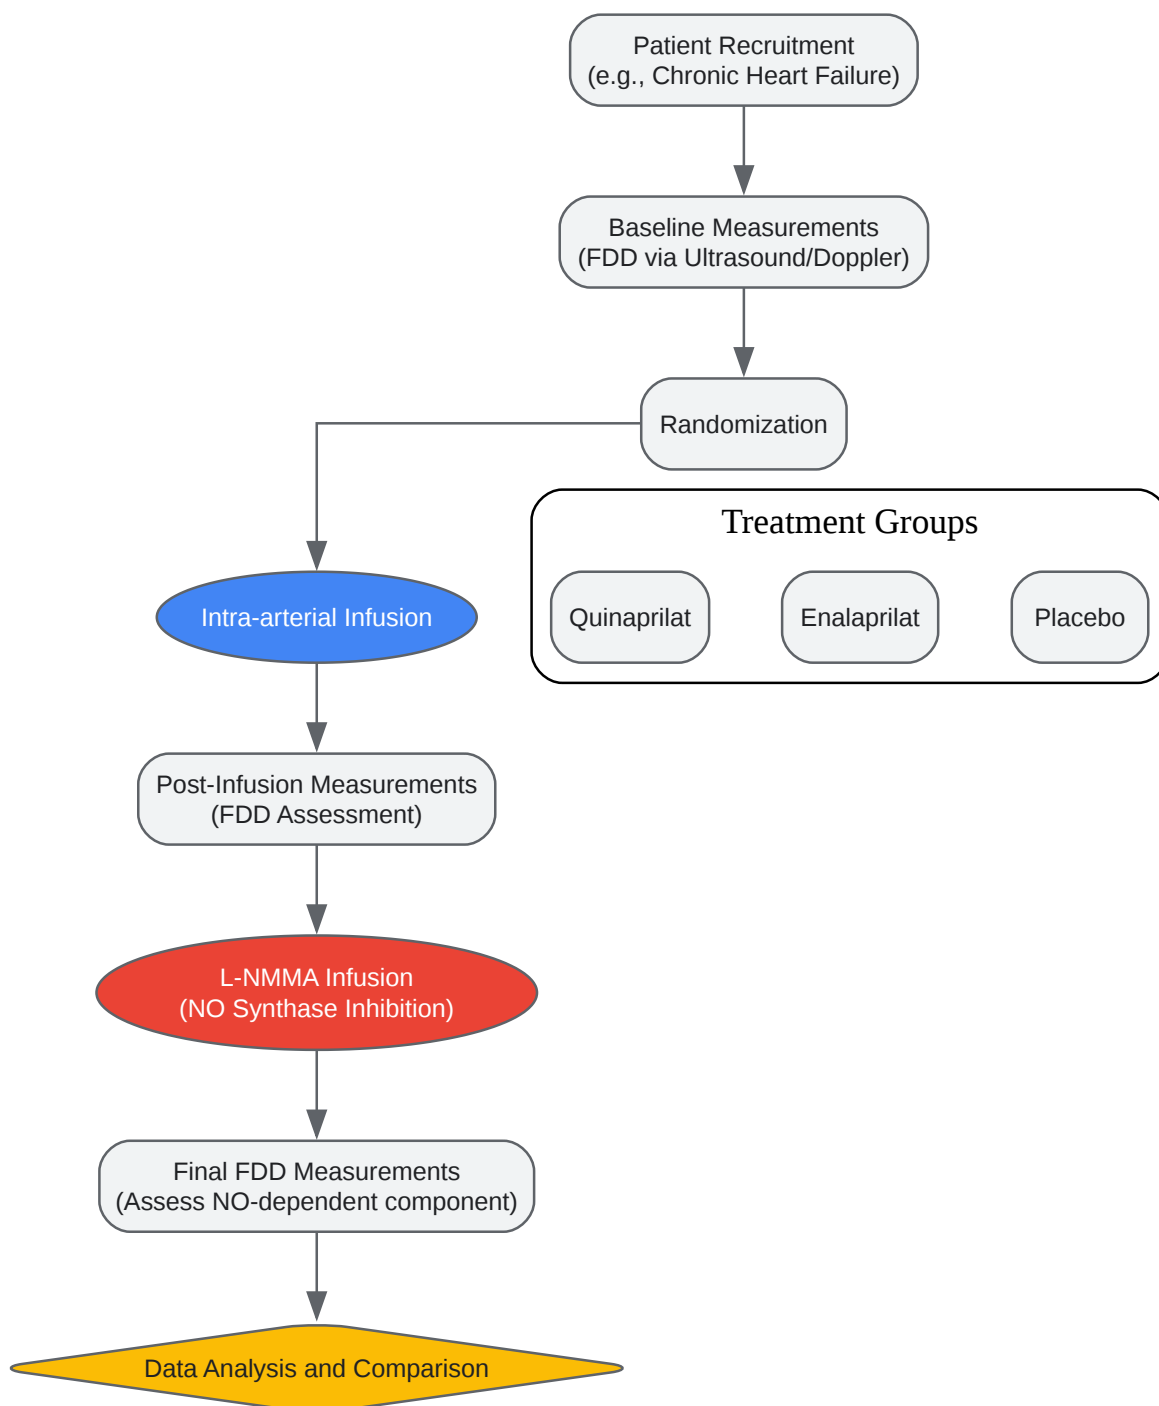 Patient Recruitment
(e.g., Chronic Heart Failure)
Baseline Measurements
(FDD via Ultrasound/Doppler)
Randomization
Treatment Groups
Intra-arterial Infusion
Quinaprilat
Enalaprilat
Placebo
Post-Infusion Measurements
(FDD Assessment)
L-NMMA Infusion
(NO Synthase Inhibition)
Final FDD Measurements
(Assess NO-dependent component)
Data Analysis and Comparison